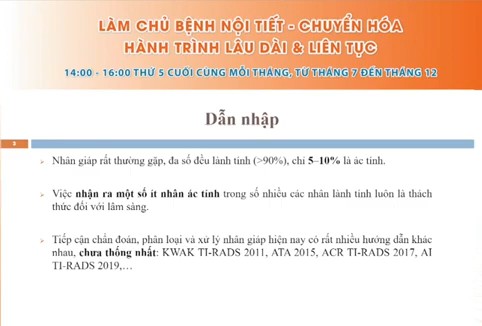 LÀM CHỦ BỆNH NỘI TIẾT - CHUYỂN HÓA
HÀNH TRÌNH LÂU DÀI & LIÊN TỤC
14:00 - 16:00 THỨ 5 CUỐI CÙNG MỖI THÁNG, TỪ THÁNG 7 ĐẾN THÁNG 12
Dẫn nhập
3
➢ Nhân giáp rất thường gặp, đa số đều lành tính (>90%), chỉ 5–10% là ác tính.
➢ Việc nhận ra một số ít nhân ác tính trong số nhiều các nhân lành tính luôn là thách
thức đối với lâm sàng.
➢ Tiếp cận chẩn đoán, phân loại và xử lý nhân giáp hiện nay có rất nhiều hướng dẫn khác
nhau, chưa thống nhất: KWAK TI-RADS 2011, ATA 2015, ACR TI-RADS 2017, AI
TI-RADS 2019,…